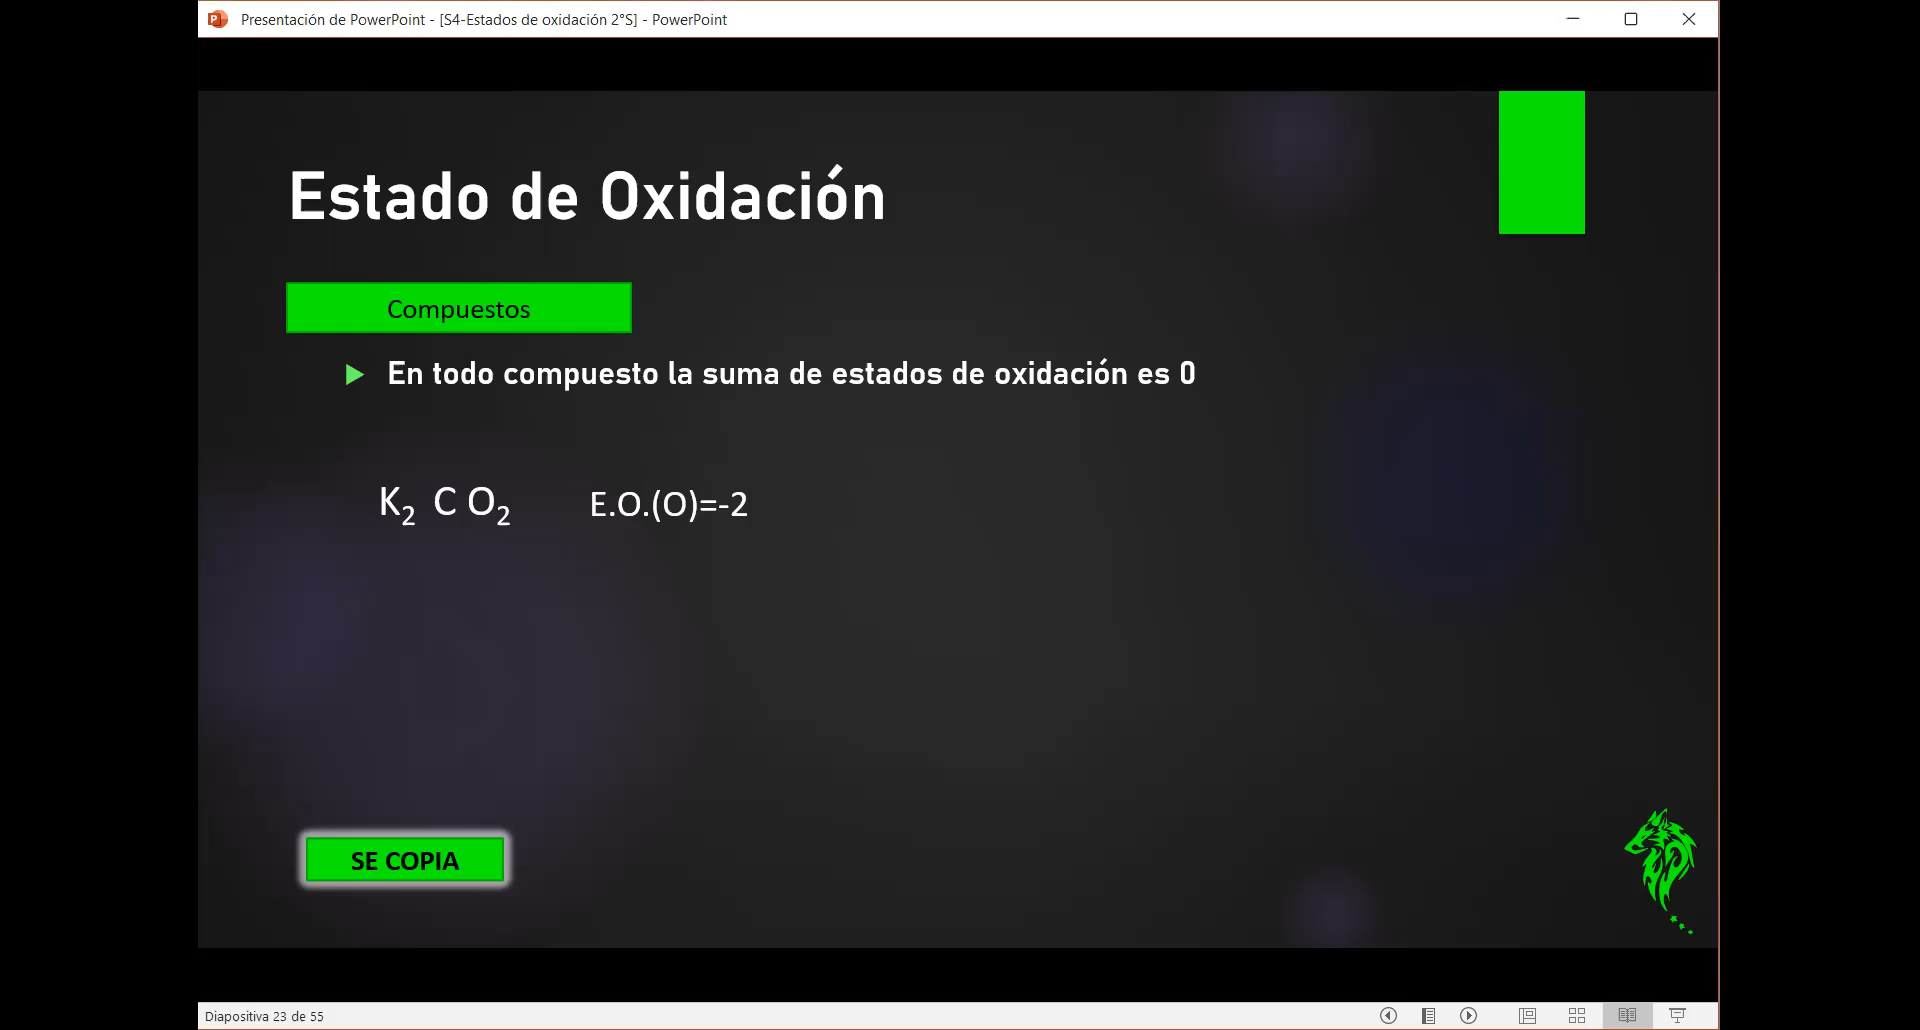 Presentación de PowerPoint - [S4-Estados de oxidación 2°S] - PowerPoint
Estado de Oxidación
Compuestos
En todo compuesto la suma de estados de oxidación es 0
K₂ C O₂ E.O.(O)=-2
SE COPIA
Diapositiva 23 de 55